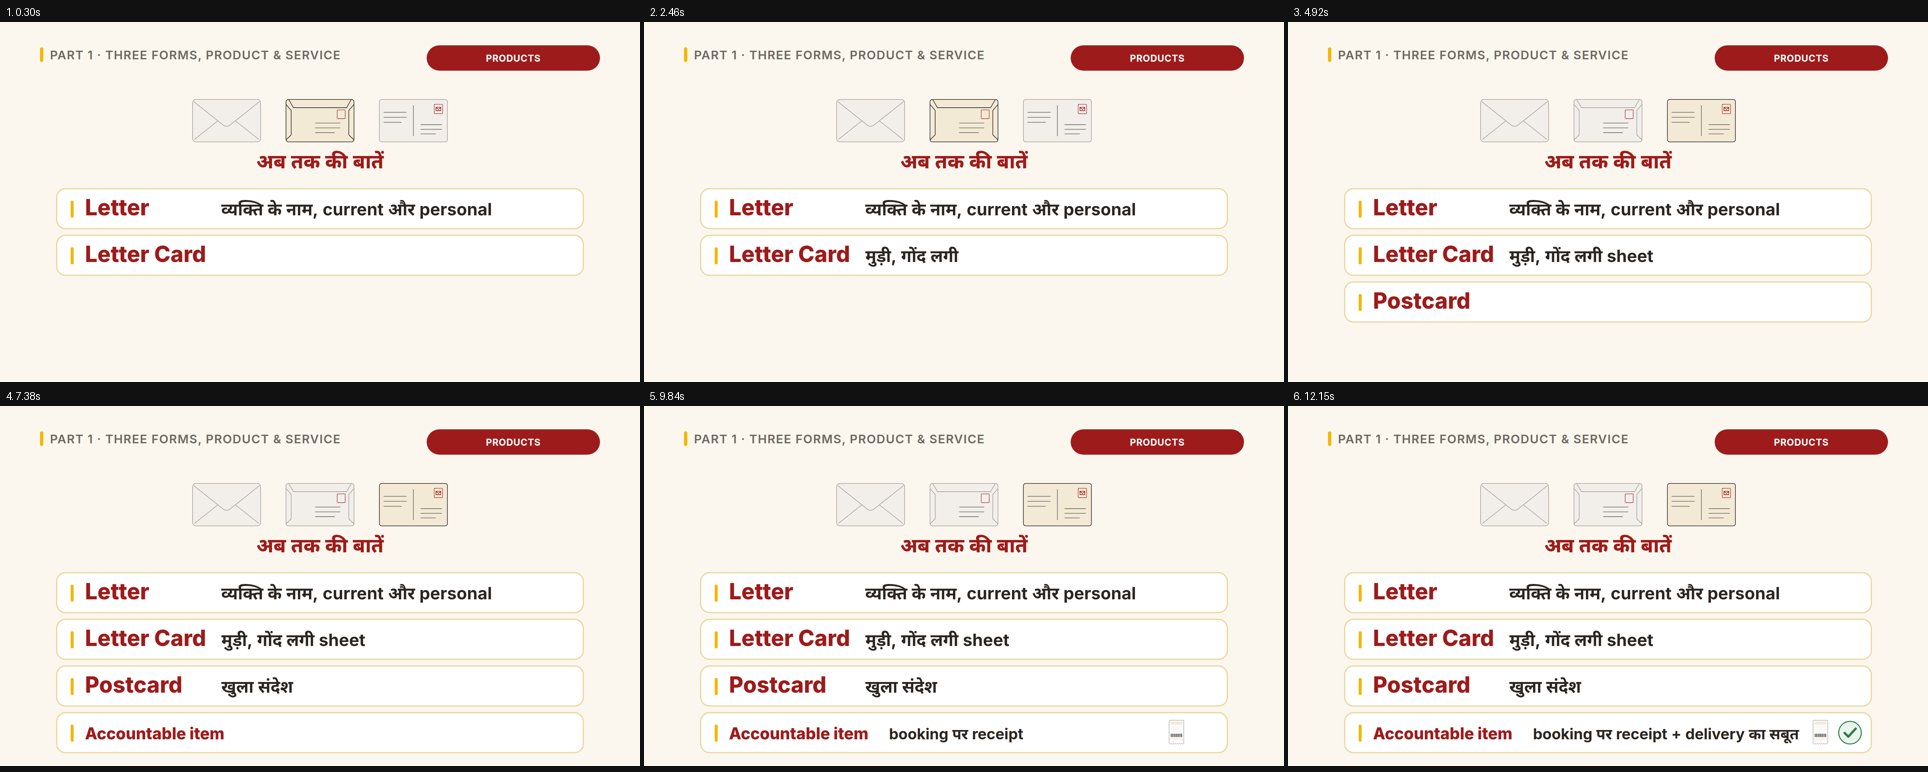 1. 0.30s
PART 1 · THREE FORMS, PRODUCT & SERVICE
PRODUCTS
अब तक की बातें
Letter व्यक्ति के नाम, current और personal
Letter Card
2. 2.46s
PART 1 · THREE FORMS, PRODUCT & SERVICE
PRODUCTS
अब तक की बातें
Letter व्यक्ति के नाम, current और personal
Letter Card मुड़ी, गोंद लगी
3. 4.92s
PART 1 · THREE FORMS, PRODUCT & SERVICE
PRODUCTS
अब तक की बातें
Letter व्यक्ति के नाम, current और personal
Letter Card मुड़ी, गोंद लगी sheet
Postcard
4. 7.38s
PART 1 · THREE FORMS, PRODUCT & SERVICE
PRODUCTS
अब तक की बातें
Letter व्यक्ति के नाम, current और personal
Letter Card मुड़ी, गोंद लगी sheet
Postcard खुला संदेश
Accountable item
5. 9.84s
PART 1 · THREE FORMS, PRODUCT & SERVICE
PRODUCTS
अब तक की बातें
Letter व्यक्ति के नाम, current और personal
Letter Card मुड़ी, गोंद लगी sheet
Postcard खुला संदेश
Accountable item booking पर receipt
6. 12.15s
PART 1 · THREE FORMS, PRODUCT & SERVICE
PRODUCTS
अब तक की बातें
Letter व्यक्ति के नाम, current और personal
Letter Card मुड़ी, गोंद लगी sheet
Postcard खुला संदेश
Accountable item booking पर receipt + delivery का सबूत